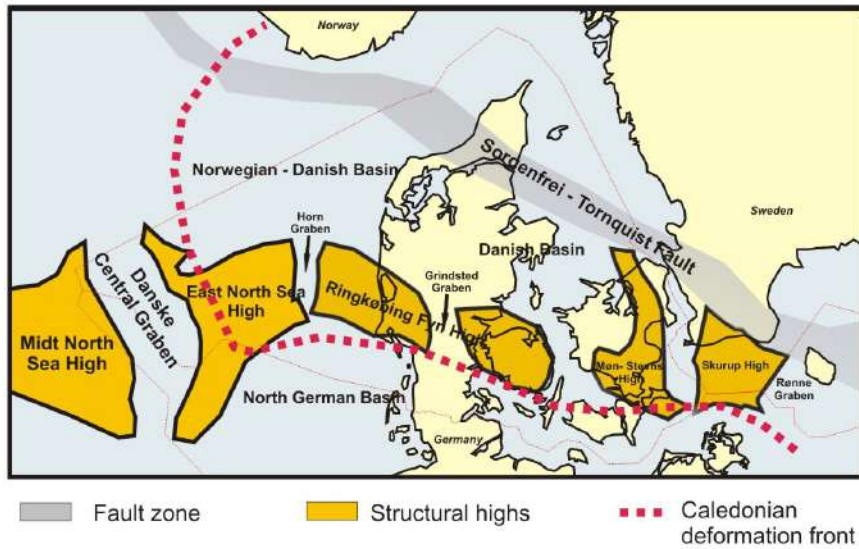 Norway
Norwegian - Danish Basin
Sordenfrei - Tornquist Fault
Sweden
Horn
Graben
Danish Basin
Danske
Central Graben
Grindsted
Graben
East North Sea
High
Ringkøbing Fyn High
Midt North
Sea High
Møn- Stevns
High
Skurup High
Rønne
Graben
North German Basin
Germany
Fault zone
Structural highs
Caledonian
deformation front